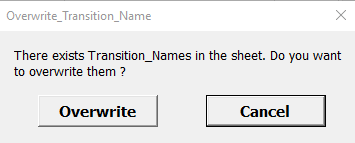 Overwrite_Transition_Name
There exists Transition_Names in the sheet. Do you want
to overwrite them ?
Overwrite
Cancel